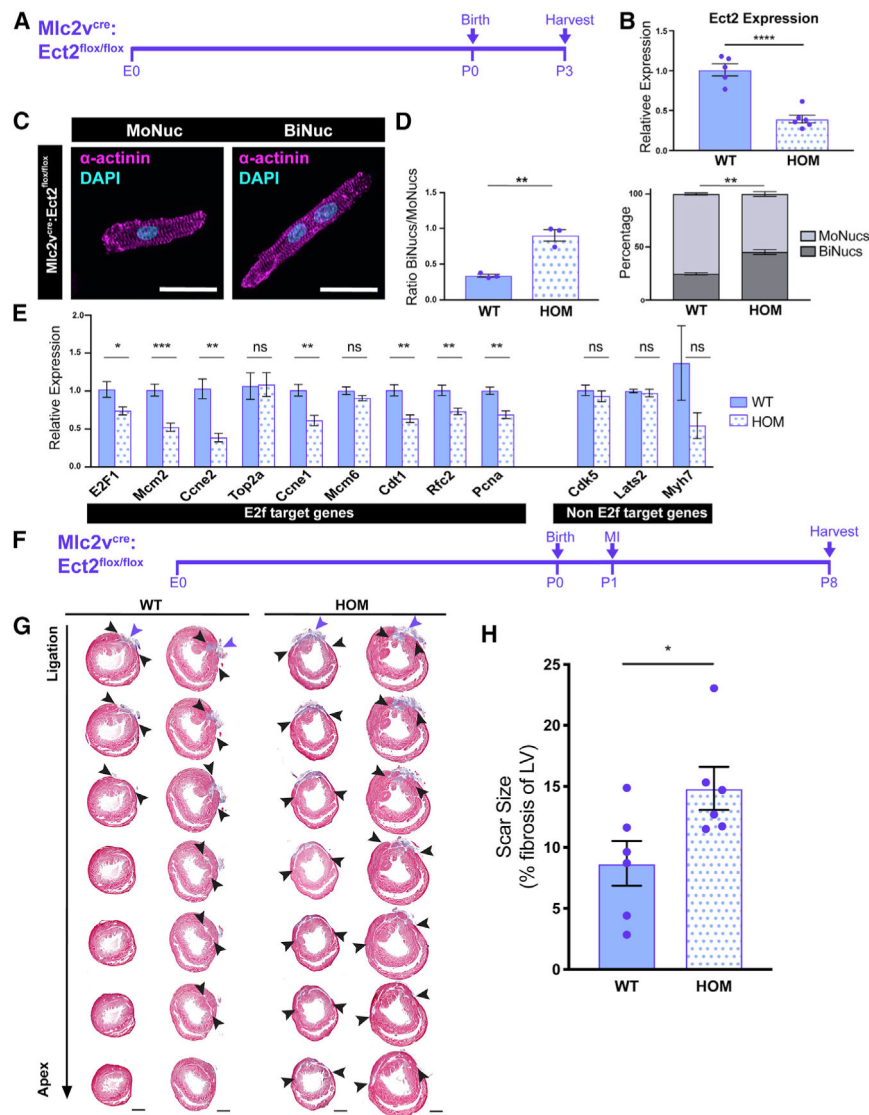 A
Mlc2v^cre:
Ect2^flox/flox
Birth
Harvest
E0
P0
P3
B
Ect2 Expression
****
Relativee Expression
1.5
1.0
0.5
0.0
WT
HOM
C
MoNuc
BiNuc
Mlc2v^cre:Ect2^flox/flox
α-actinin
DAPI
α-actinin
DAPI
D
**
Ratio BiNucs/MoNucs
1.5
1.0
0.5
0.0
WT
HOM
**
Percentage
100
50
0
MoNucs
BiNucs
WT
HOM
E
Relative Expression
2.0
1.5
1.0
0.5
0.0
* *** ** ns ** ns ** ** ** ns ns ns
WT
HOM
E2F1 Mcm2 Ccne2 Top2a Ccne1 Mcm6 Cdt1 Rfc2 Pcna Cdk5 Lats2 Myh7
E2f target genes
Non E2f target genes
F
Mlc2v^cre:
Ect2^flox/flox
Birth
MI
Harvest
E0
P0
P1
P8
G
WT
HOM
Ligation
Apex
H
*
Scar Size
(% fibrosis of LV)
25
20
15
10
5
0
WT
HOM